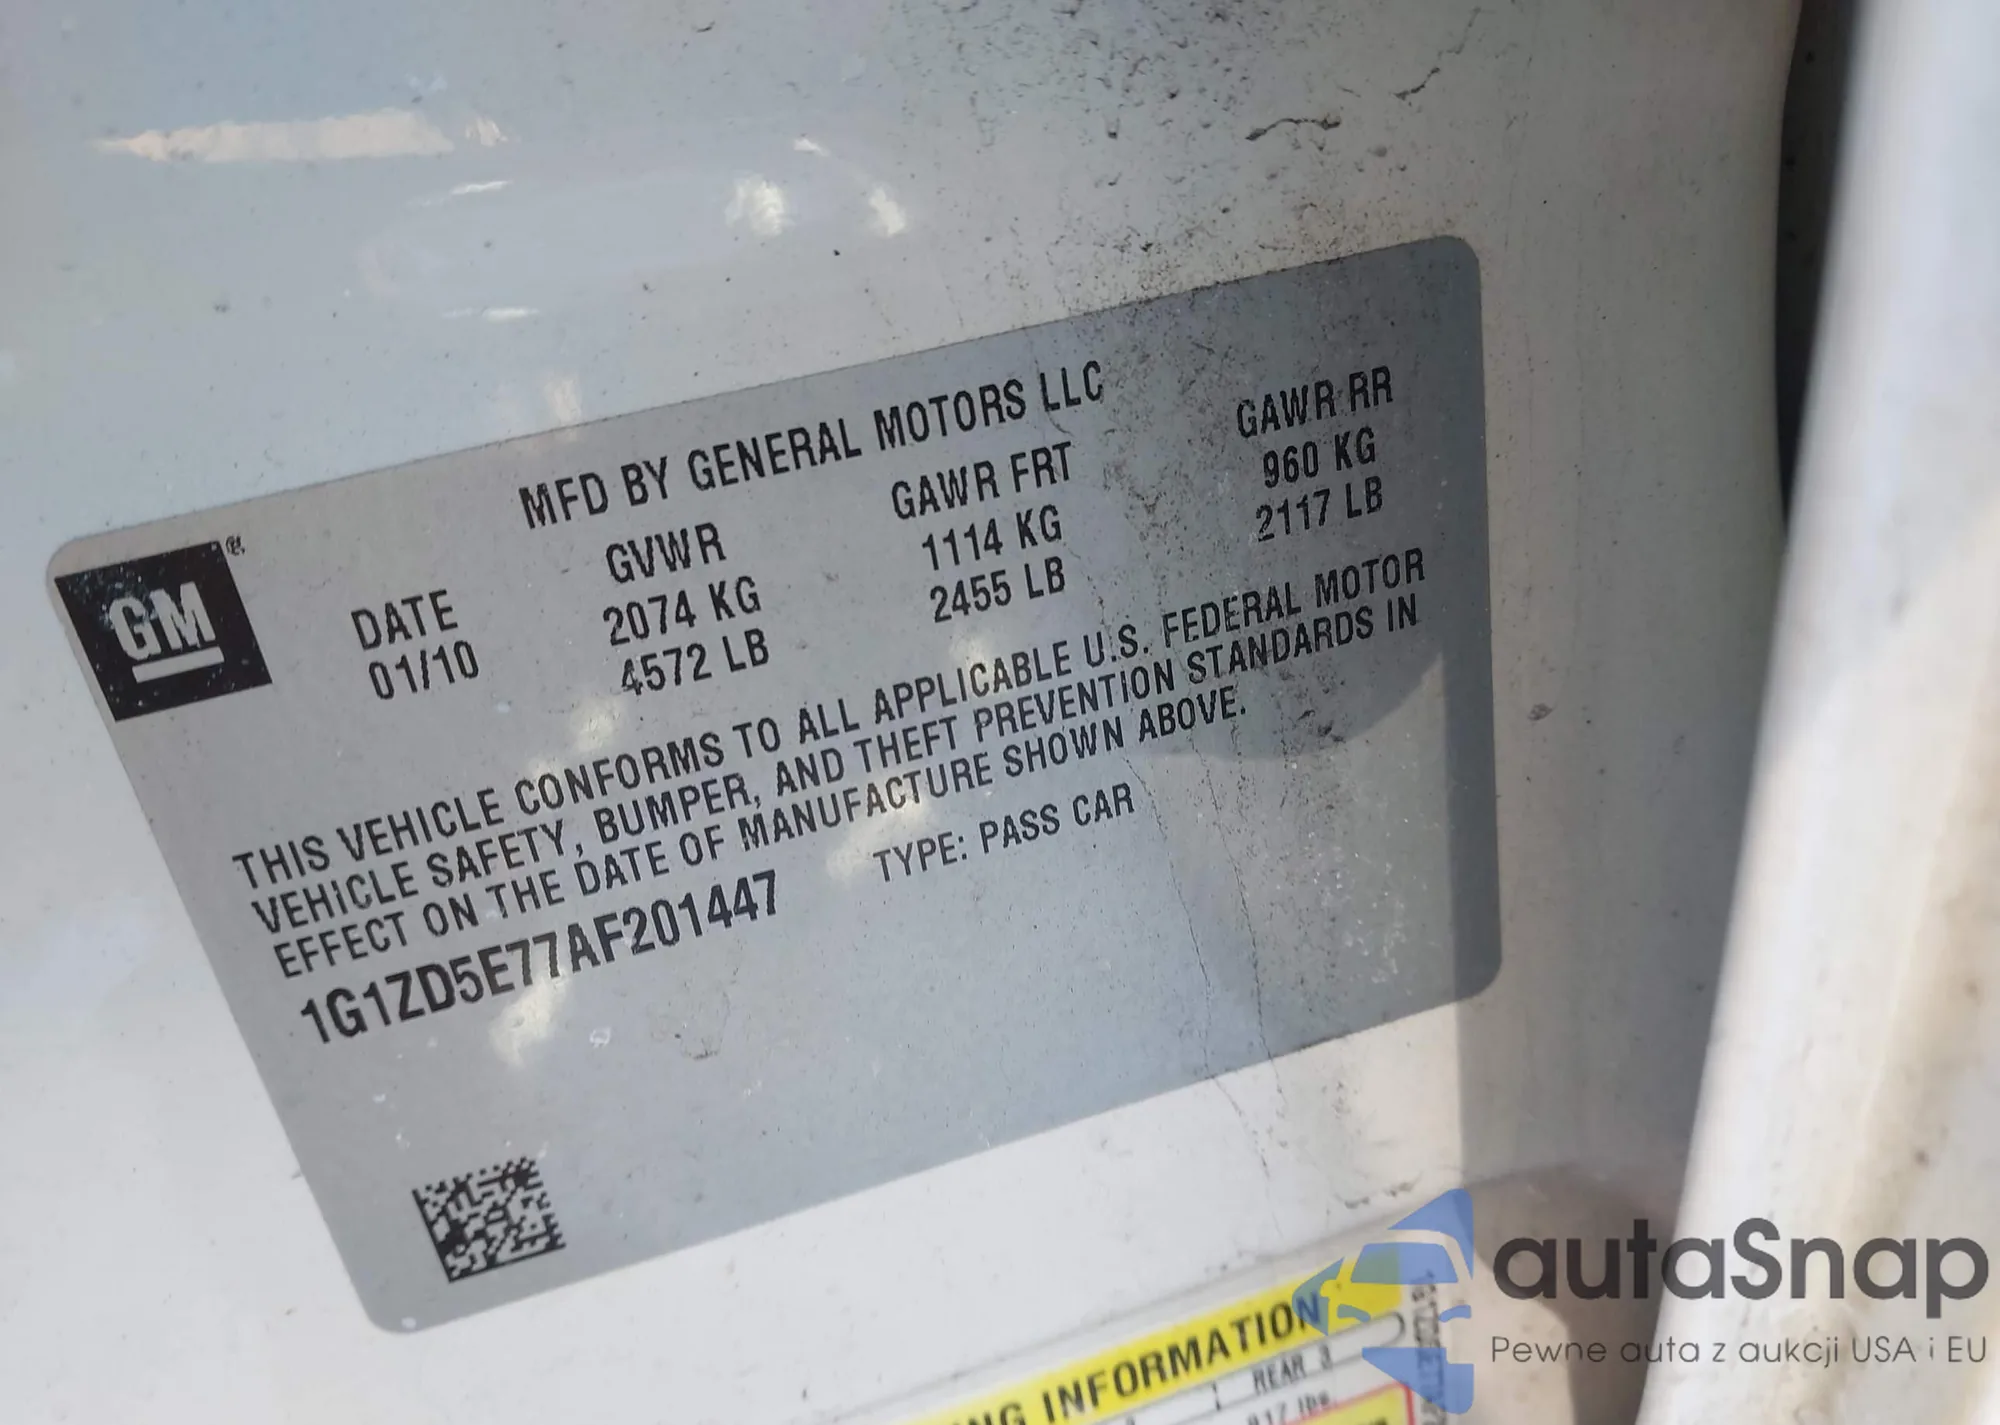 MFD BY GENERAL MOTORS LLC
GM®
DATE GVWR GAWR FRT GAWR RR
01/10 2074 KG 1114 KG 960 KG
4572 LB 2455 LB 2117 LB
THIS VEHICLE CONFORMS TO ALL APPLICABLE U.S. FEDERAL MOTOR
VEHICLE SAFETY, BUMPER, AND THEFT PREVENTION STANDARDS IN
EFFECT ON THE DATE OF MANUFACTURE SHOWN ABOVE.
1G1ZD5E77AF201447 TYPE: PASS CAR
INFORMATION
REAR 3
autaSnap
Pewne auta z aukcji USA i EU